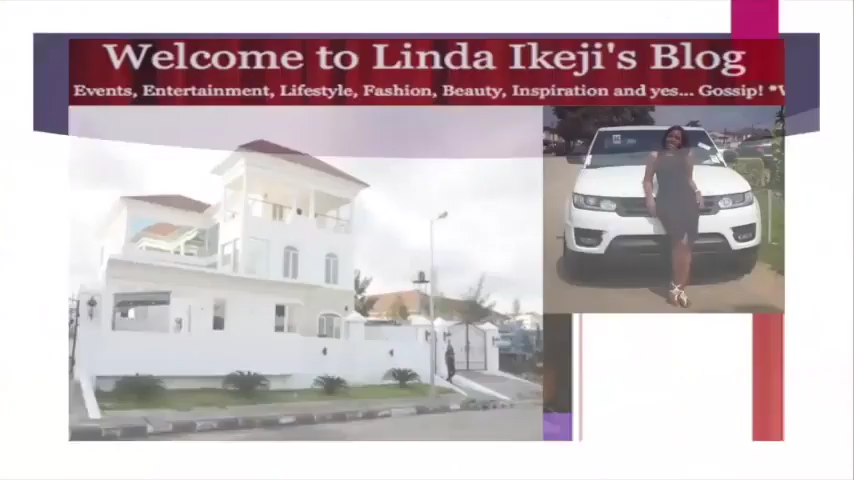 Welcome to Linda Ikeji's Blog
Events, Entertainment, Lifestyle, Fashion, Beauty, Inspiration and yes... Gossip! *